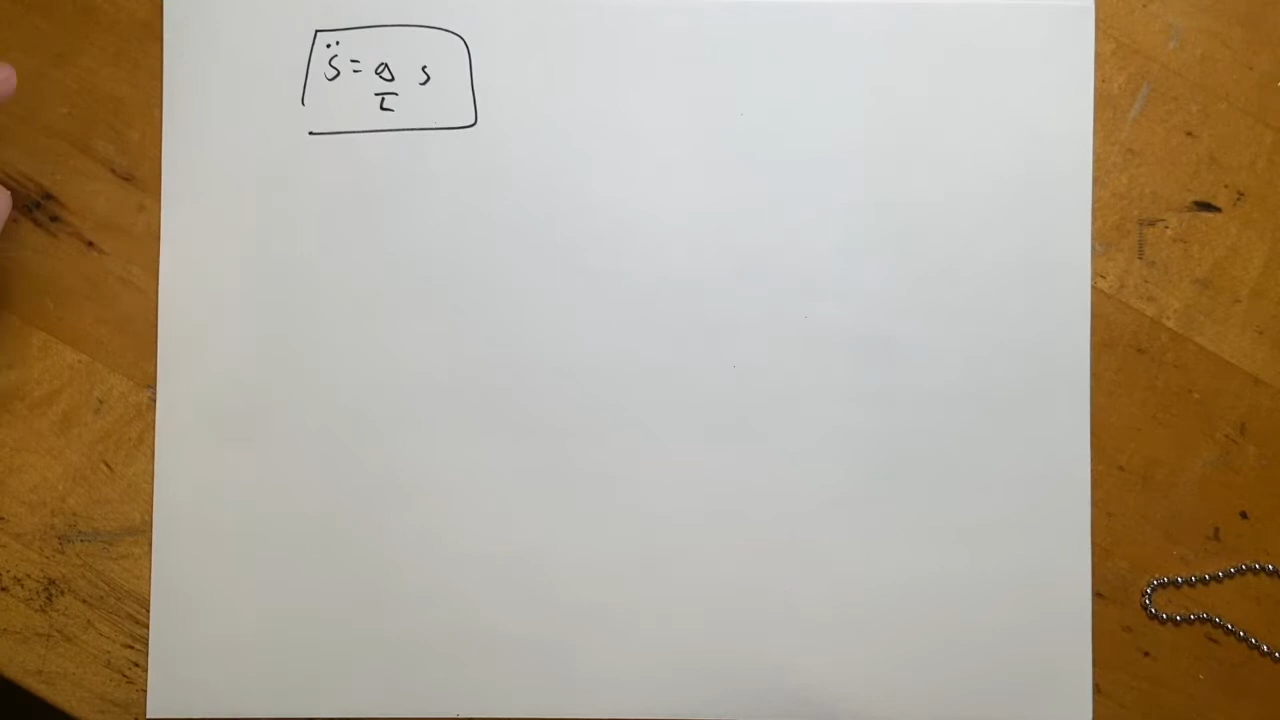 s̈ = g/L s